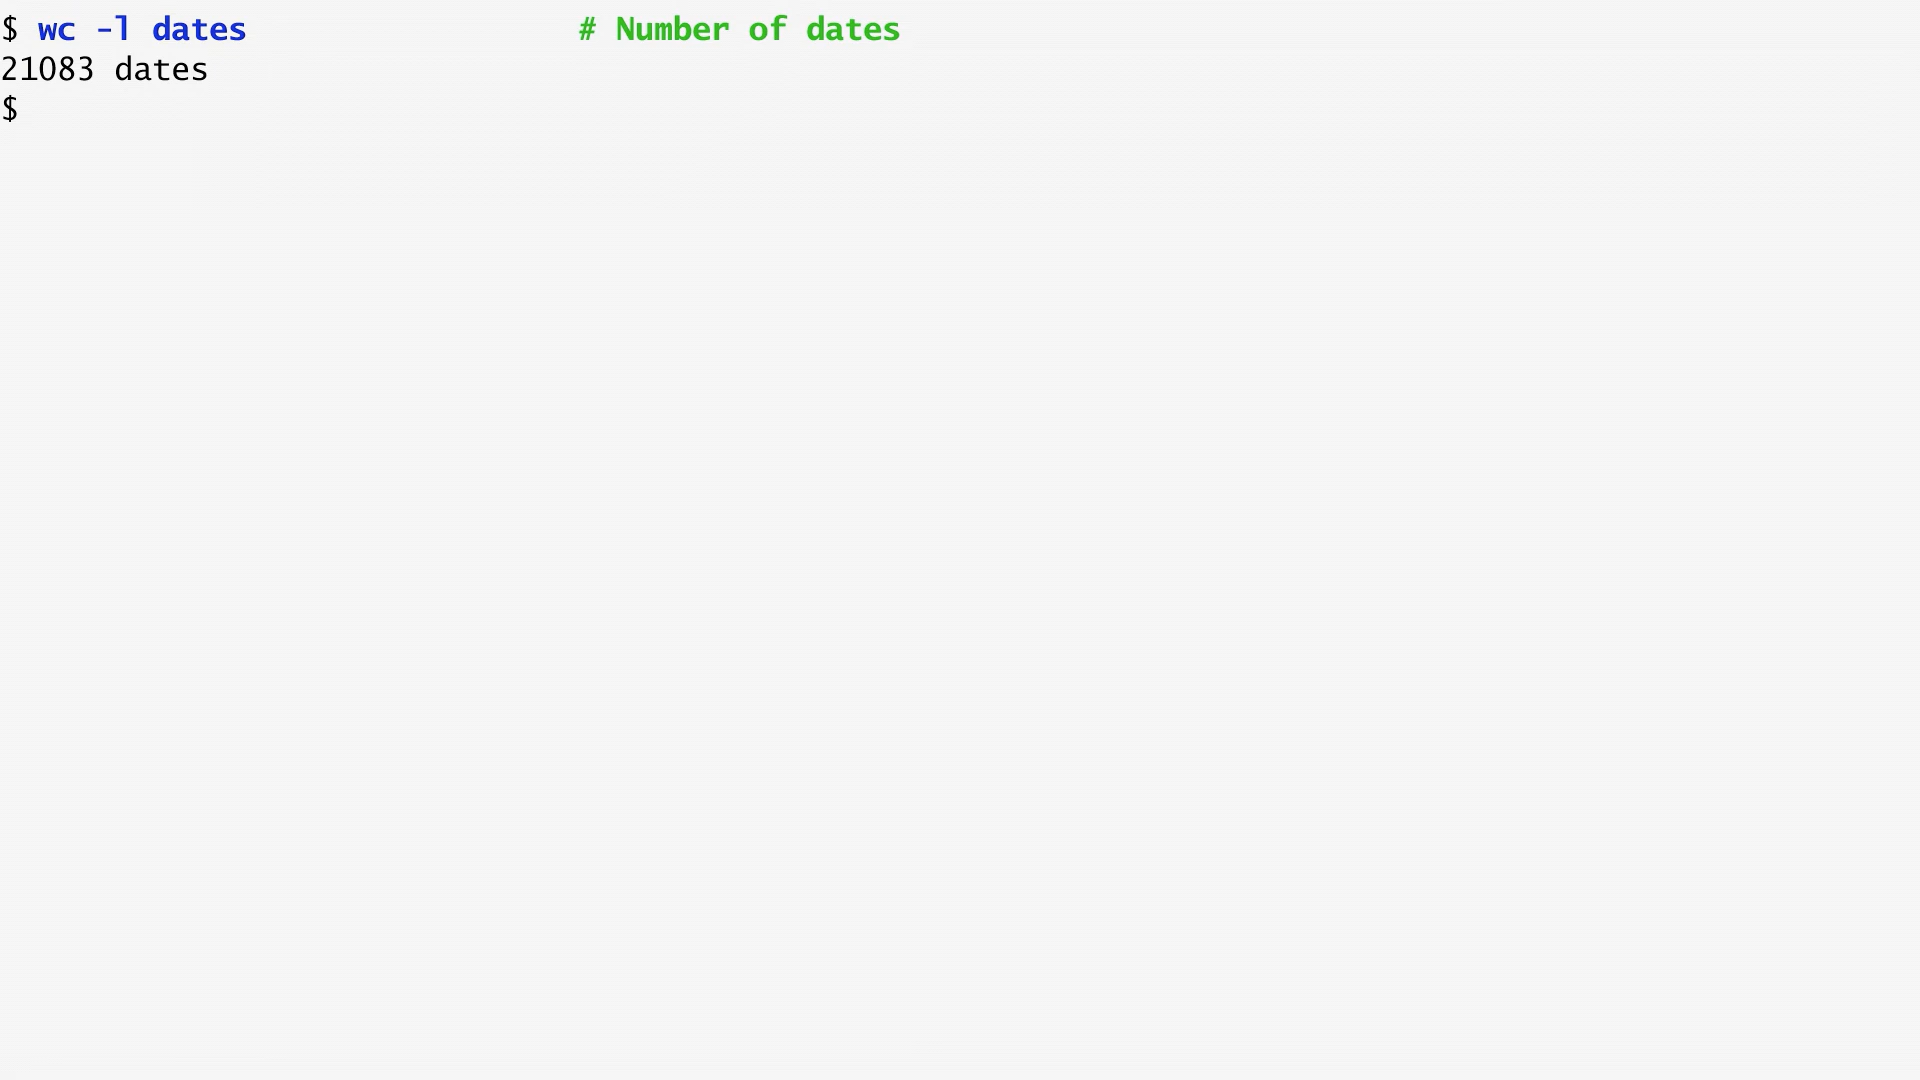 $ wc -l dates # Number of dates
21083 dates
$